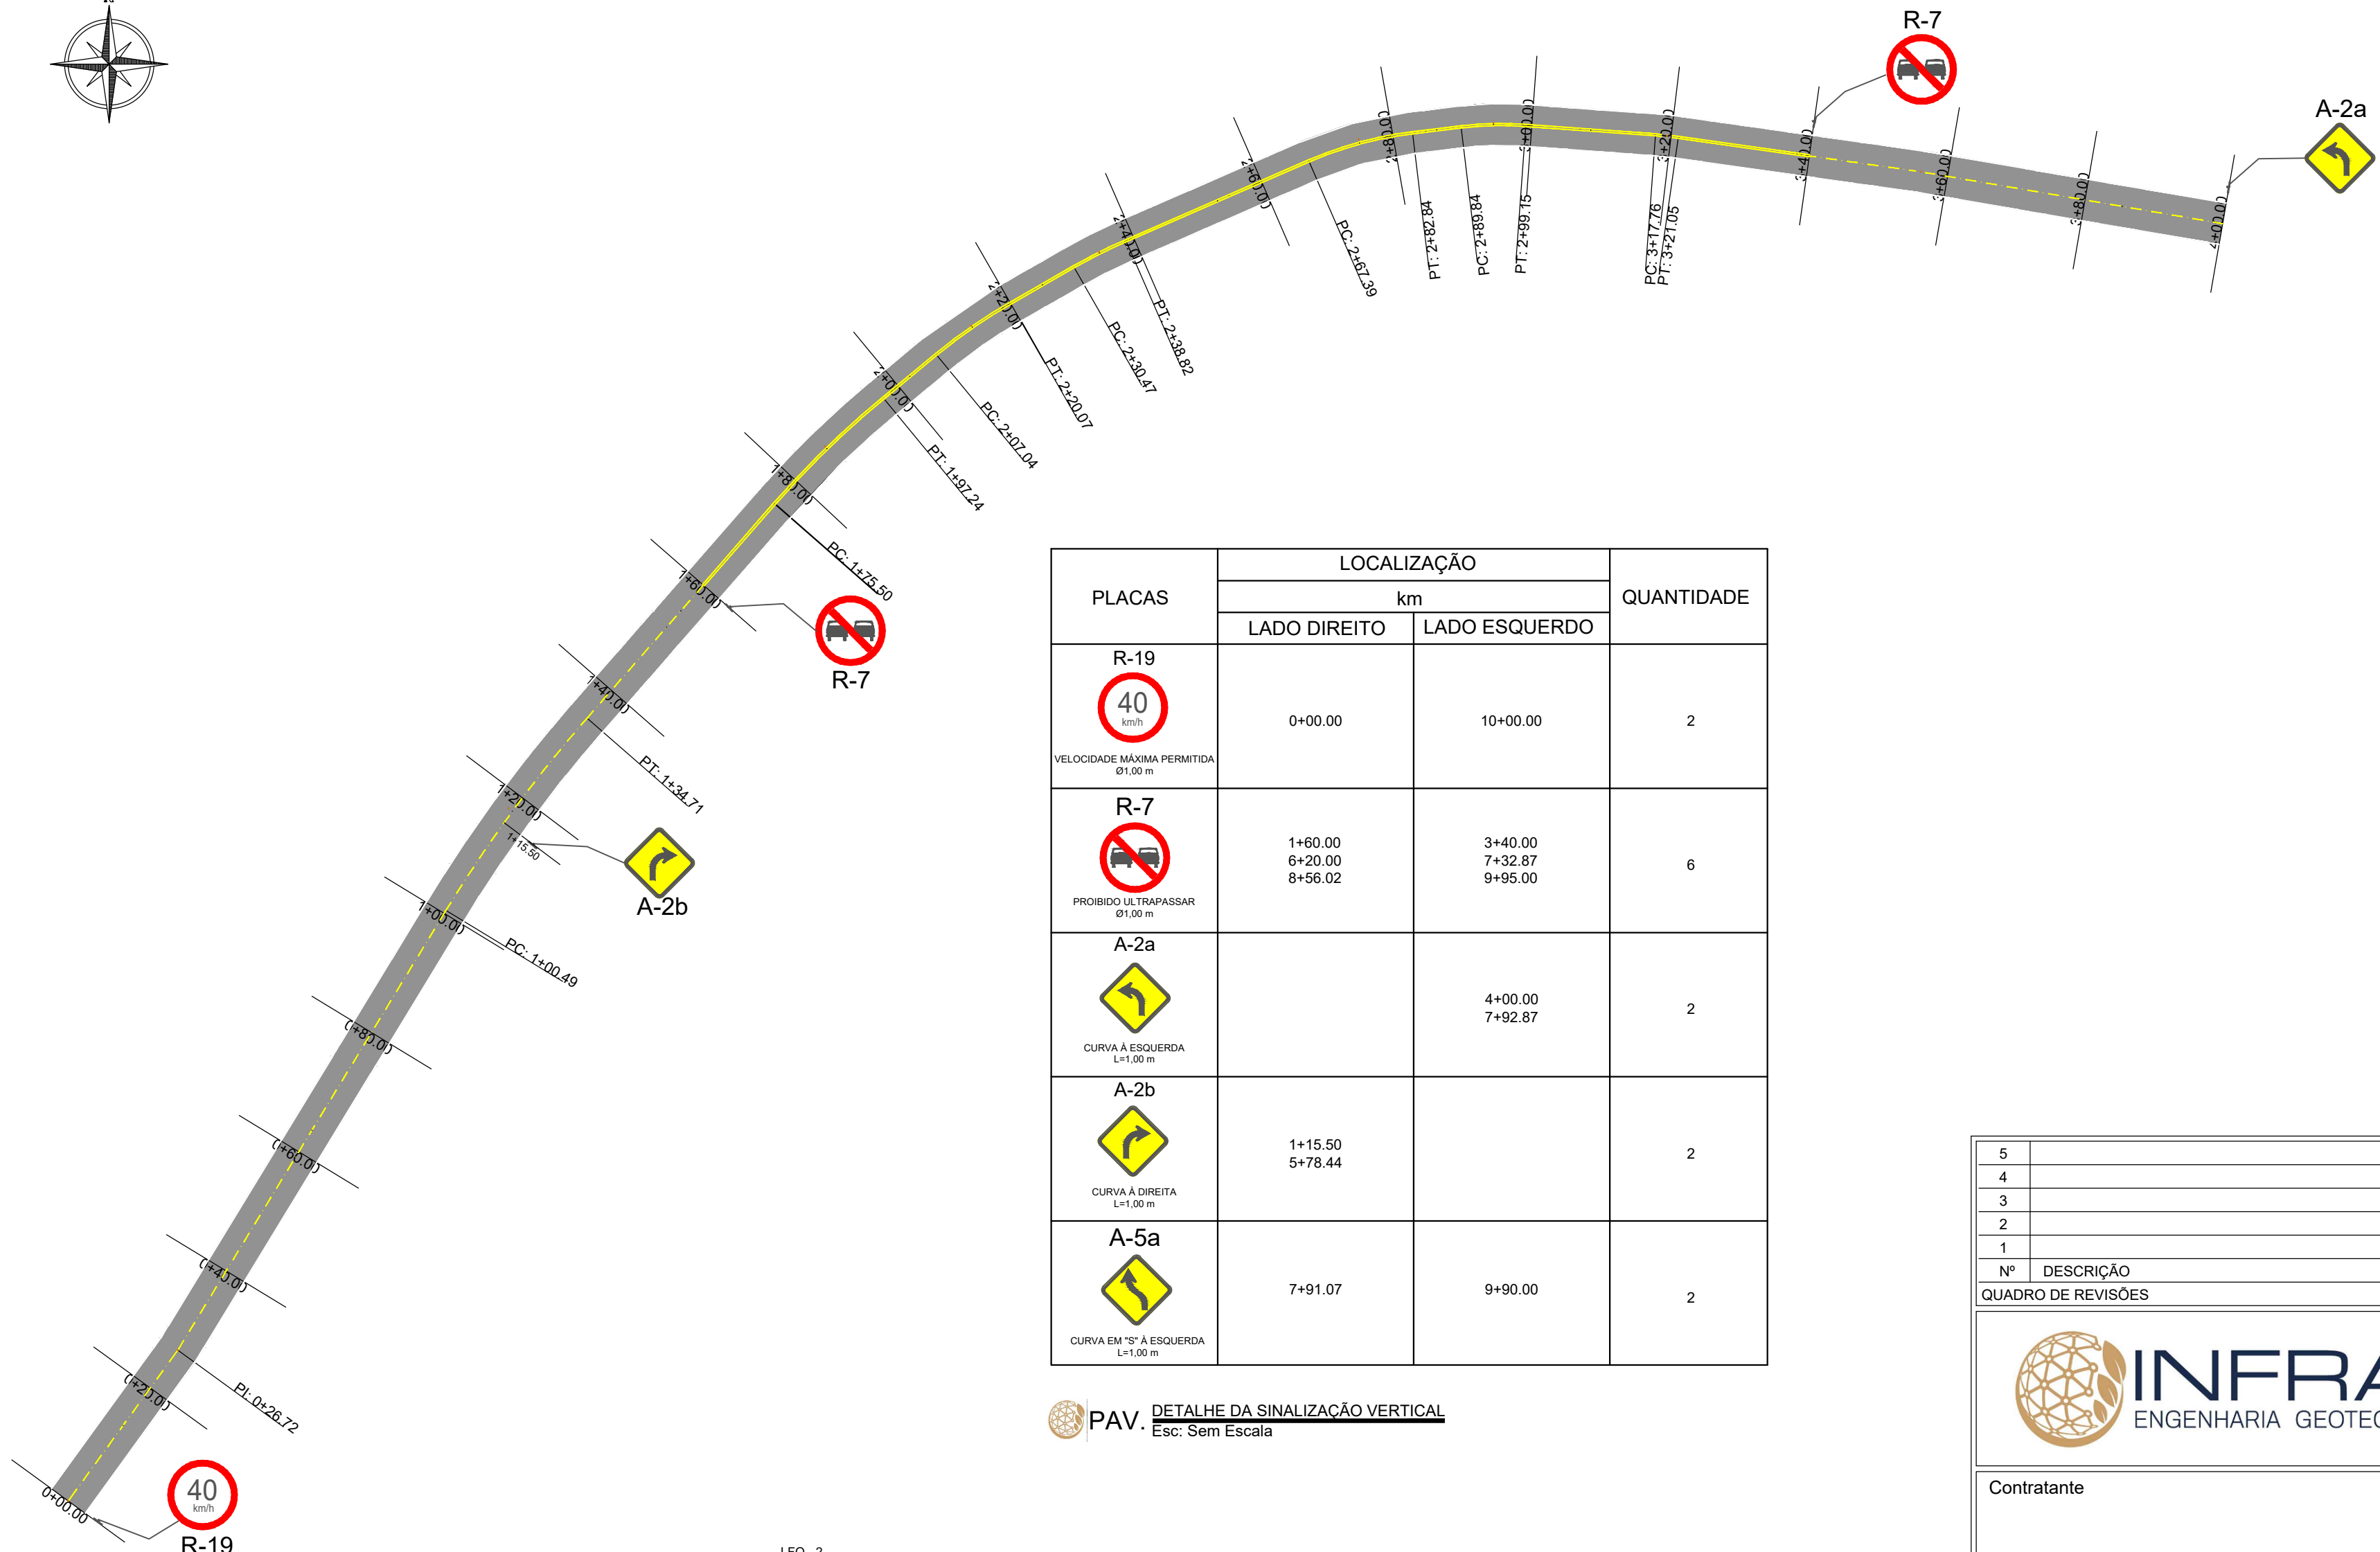 R-7
A-2a
4+00.00
3+80.00
3+60.00
3+40.00
3+20.00
3+00.00
2+80.00
2+60.00
2+40.00
2+20.00
2+00.00
1+80.00
1+60.00
1+40.00
1+20.00
1+00.00
0+80.00
0+60.00
0+40.00
0+20.00
0+00.00
PT: 3+21.05
PC: 3+17.76
PT: 2+99.15
PC: 2+89.84
PT: 2+82.84
PC: 2+67.39
PT: 2+38.82
PC: 2+30.47
PT: 2+20.07
PC: 2+07.04
PT: 1+97.24
PC: 1+75.50
R-7
PT: 1+34.71
1+15.50
A-2b
PC: 1+00.49
PI: 0+26.72
40
km/h
R-19
PLACAS
LOCALIZAÇÃO
km
LADO DIREITO
LADO ESQUERDO
QUANTIDADE
R-19
40
km/h
VELOCIDADE MÁXIMA PERMITIDA
Ø1,00 m
0+00.00
10+00.00
2
R-7
PROIBIDO ULTRAPASSAR
Ø1,00 m
1+60.00
6+20.00
8+56.02
3+40.00
7+32.87
9+95.00
6
A-2a
CURVA À ESQUERDA
L=1,00 m
4+00.00
7+92.87
2
A-2b
CURVA À DIREITA
L=1,00 m
1+15.50
5+78.44
2
A-5a
CURVA EM "S" À ESQUERDA
L=1,00 m
7+91.07
9+90.00
2
PAV.
DETALHE DA SINALIZAÇÃO VERTICAL
Esc: Sem Escala
5
4
3
2
1
Nº DESCRIÇÃO
QUADRO DE REVISÕES
INFRA
ENGENHARIA GEOTEC
Contratante